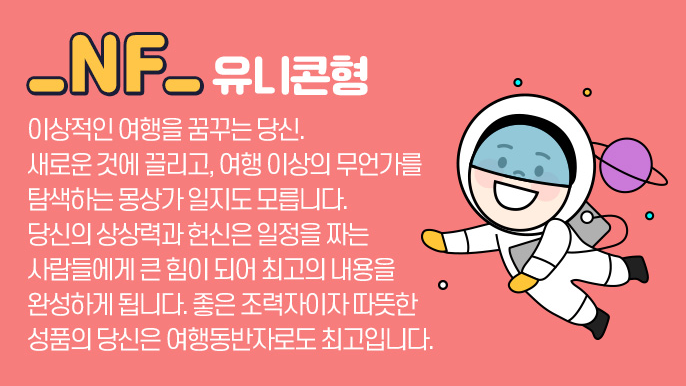 _NF_ 유니콘형
이상적인 여행을 꿈꾸는 당신.
새로운 것에 끌리고, 여행 이상의 무언가를
탐색하는 몽상가 일지도 모릅니다.
당신의 상상력과 헌신은 일정을 짜는
사람들에게 큰 힘이 되어 최고의 내용을
완성하게 됩니다. 좋은 조력자이자 따뜻한
성품의 당신은 여행동반자로도 최고입니다.